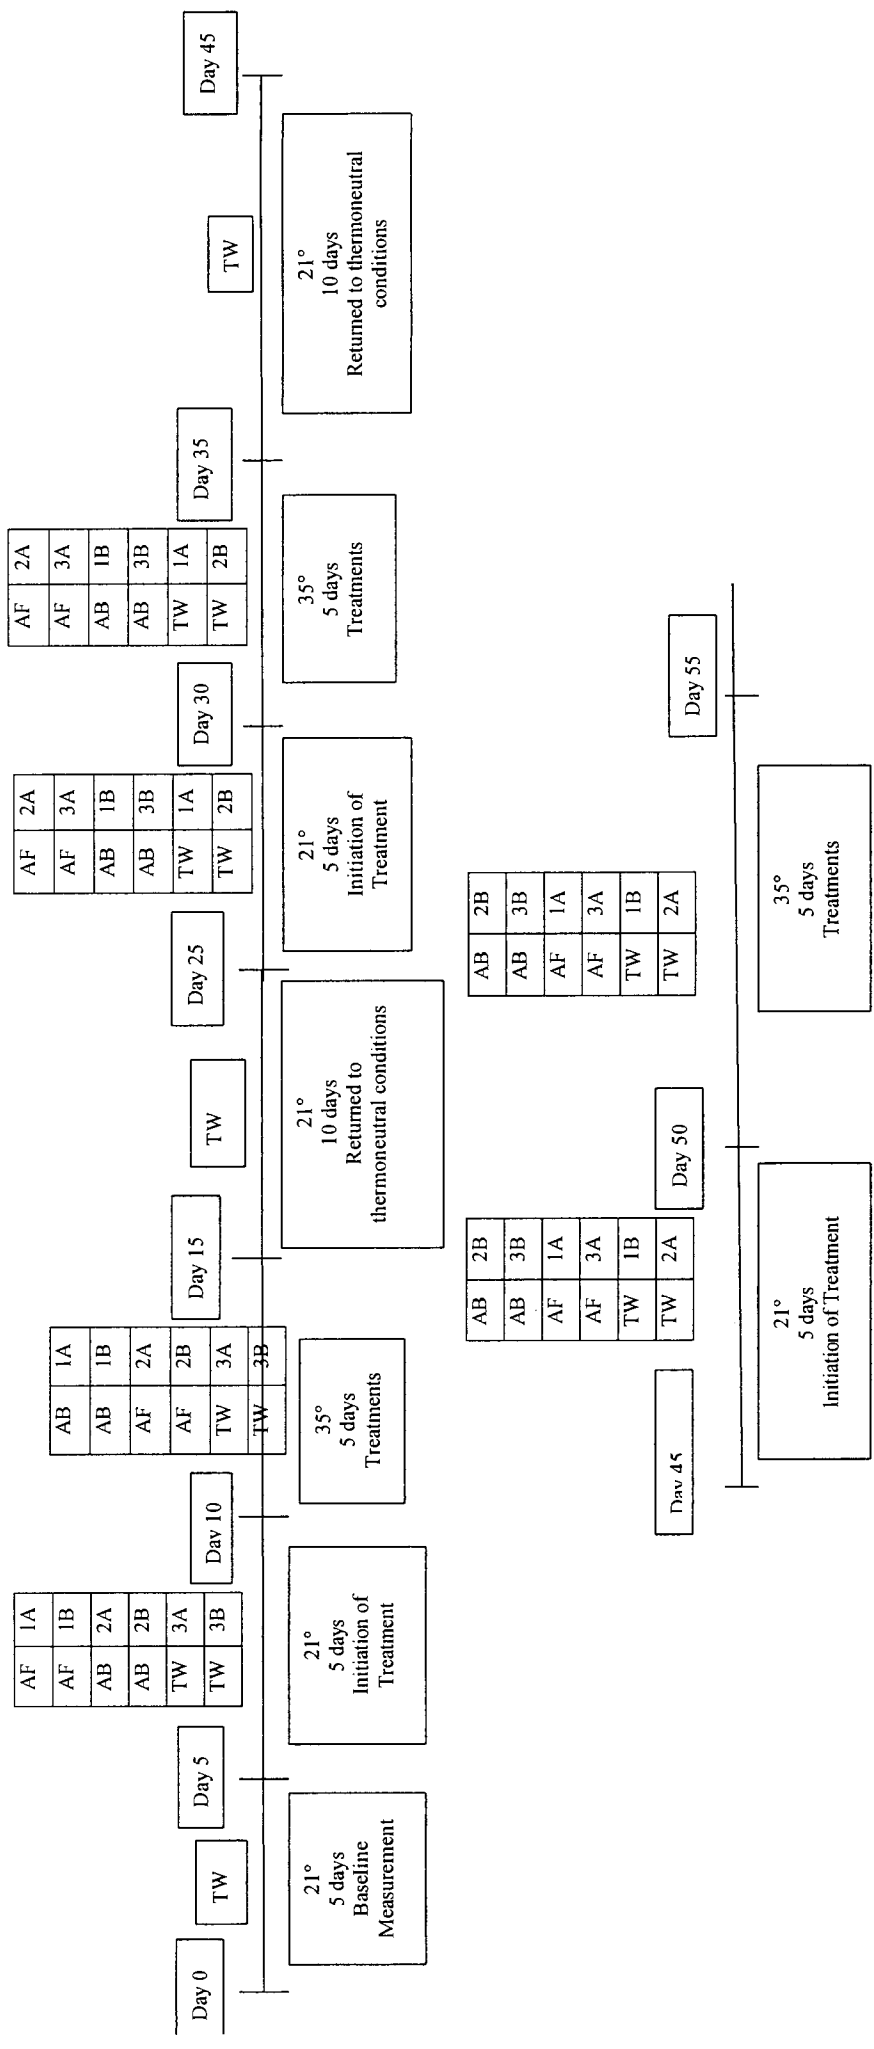 Day 0
TW
21°
5 days
Baseline
Measurement
Day 5
AF 1A
AF 1B
AB 2A
AB 2B
TW 3A
TW 3B
21°
5 days
Initiation of
Treatment
Day 10
AB 1A
AB 1B
AF 2A
AF 2B
TW 3A
TW 3B
35°
5 days
Treatments
Day 15
TW
21°
10 days
Returned to
thermoneutral conditions
Day 25
AF 2A
AF 3A
AB 1B
AB 3B
TW 1A
TW 2B
21°
5 days
Initiation of
Treatment
Day 30
AF 2A
AF 3A
AB 1B
AB 3B
TW 1A
TW 2B
35°
5 days
Treatments
Day 35
TW
21°
10 days
Returned to thermoneutral
conditions
Day 45
Day 45
AB 2B
AB 3B
AF 1A
AF 3A
TW 1B
TW 2A
21°
5 days
Initiation of Treatment
Day 50
AB 2B
AB 3B
AF 1A
AF 3A
TW 1B
TW 2A
35°
5 days
Treatments
Day 55